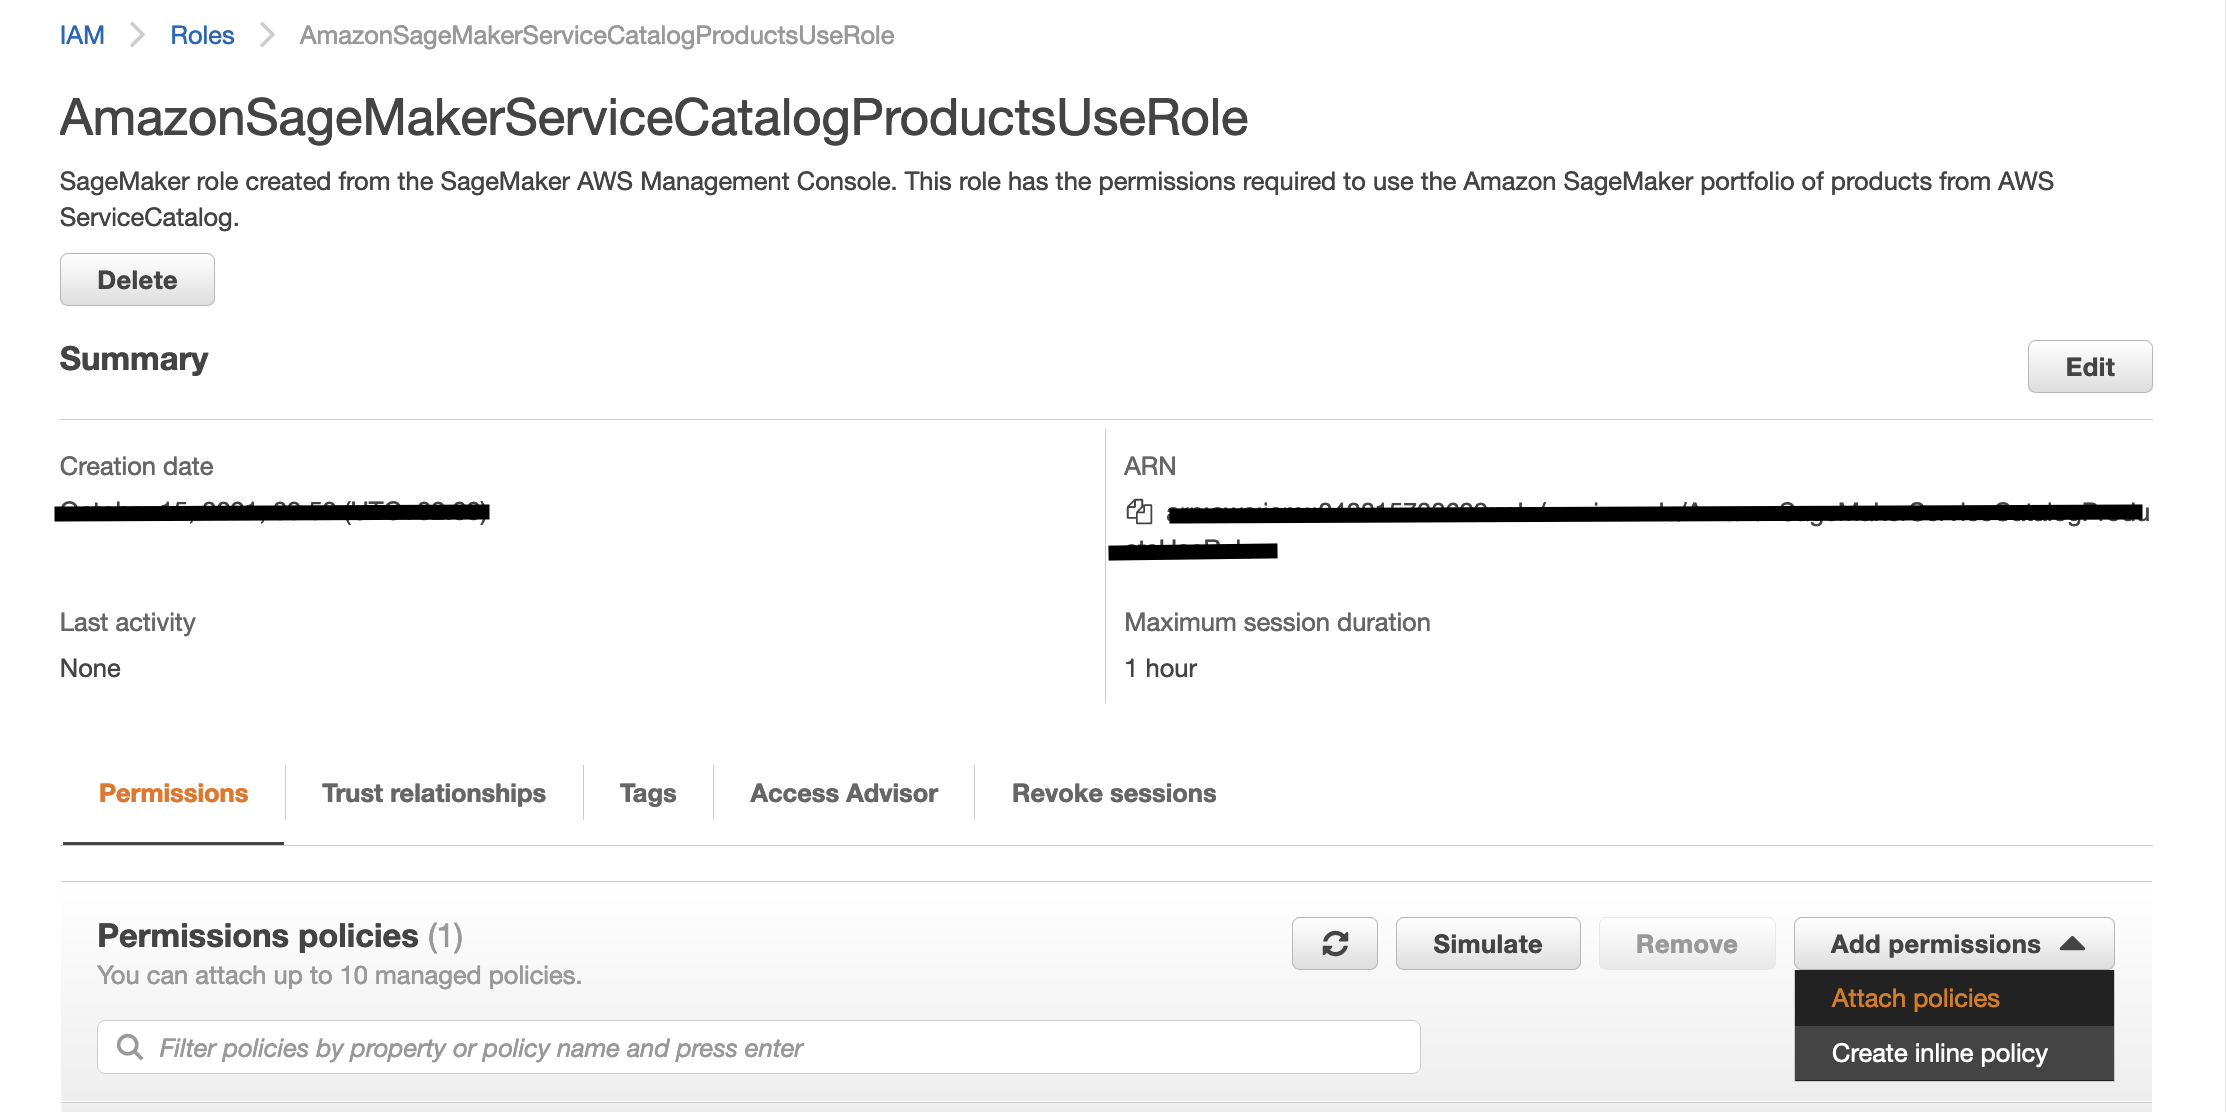 IAM > Roles > AmazonSageMakerServiceCatalogProductsUseRole
AmazonSageMakerServiceCatalogProductsUseRole
SageMaker role created from the SageMaker AWS Management Console. This role has the permissions required to use the Amazon SageMaker portfolio of products from AWS
ServiceCatalog.
Delete
Summary
Edit
Creation date
ARN
Last activity
Maximum session duration
None
1 hour
Permissions
Trust relationships
Tags
Access Advisor
Revoke sessions
Permissions policies (1)
You can attach up to 10 managed policies.
Simulate
Remove
Add permissions
Attach policies
Create inline policy
Filter policies by property or policy name and press enter